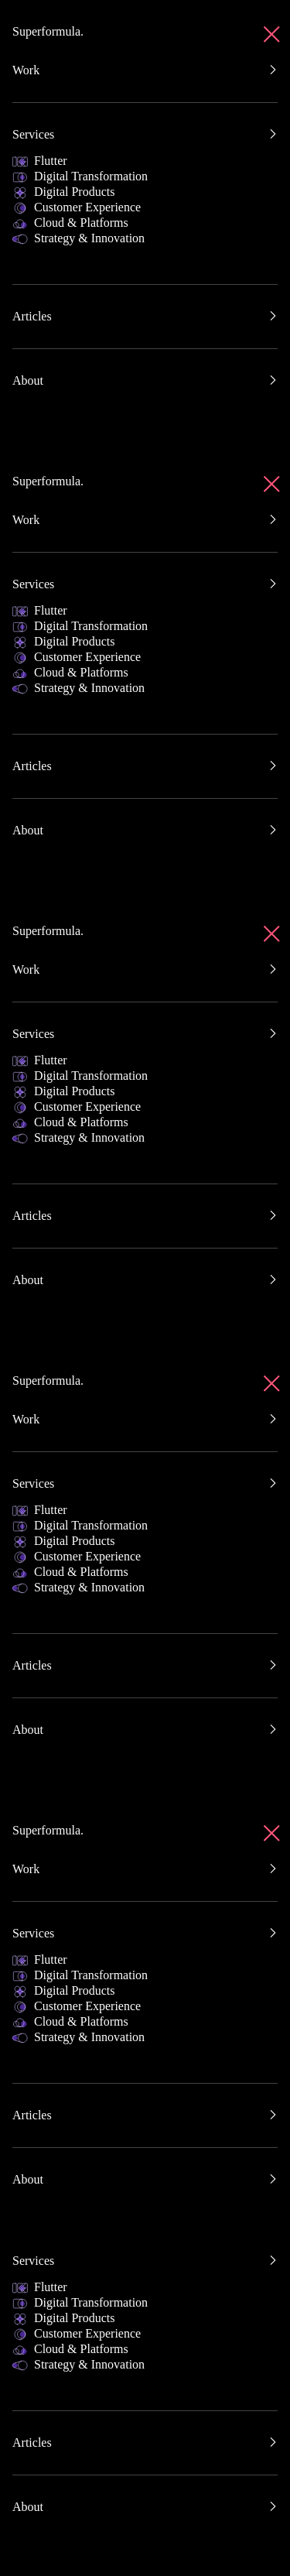 Superformula.
Work
Services
Flutter
Digital Transformation
Digital Products
Customer Experience
Cloud & Platforms
Strategy & Innovation
Articles
About
Superformula.
Work
Services
Flutter
Digital Transformation
Digital Products
Customer Experience
Cloud & Platforms
Strategy & Innovation
Articles
About
Superformula.
Work
Services
Flutter
Digital Transformation
Digital Products
Customer Experience
Cloud & Platforms
Strategy & Innovation
Articles
About
Superformula.
Work
Services
Flutter
Digital Transformation
Digital Products
Customer Experience
Cloud & Platforms
Strategy & Innovation
Articles
About
Superformula.
Work
Services
Flutter
Digital Transformation
Digital Products
Customer Experience
Cloud & Platforms
Strategy & Innovation
Articles
About
Services
Flutter
Digital Transformation
Digital Products
Customer Experience
Cloud & Platforms
Strategy & Innovation
Articles
About